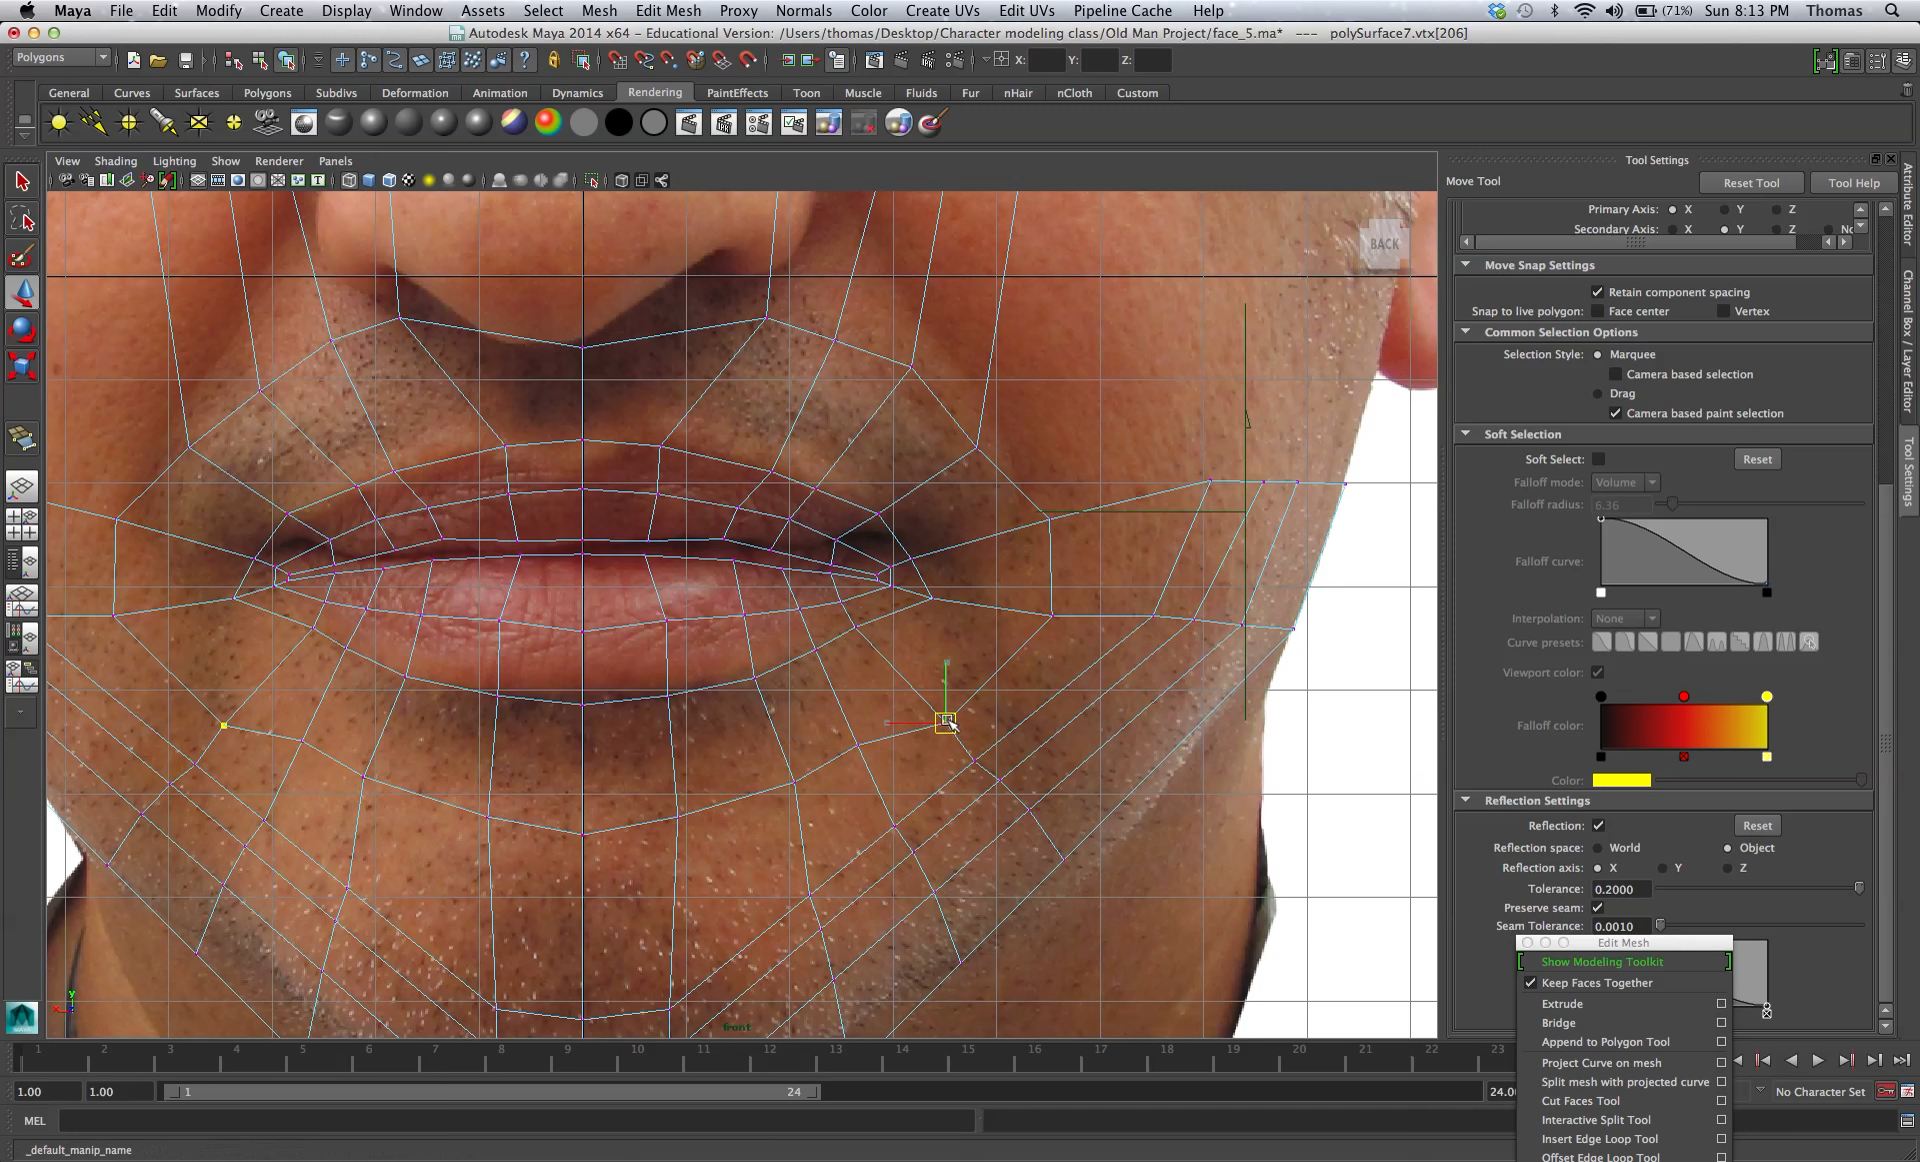 Maya File Edit Modify Create Display Window Assets Select Mesh Edit Mesh Proxy Normals Color Create UVs Edit UVs Pipeline Cache Help (71%) Sun 8:13 PM Thomas
Autodesk Maya 2014 x64 - Educational Version: /Users/thomas/Desktop/Character modeling class/Old Man Project/face_5.ma* --- polySurface7.vtx[206]
Polygons X: Y: Z:
General Curves Surfaces Polygons Subdivs Deformation Animation Dynamics Rendering PaintEffects Toon Muscle Fluids Fur nHair nCloth Custom
View Shading Lighting Show Renderer Panels
Tool Settings
Move Tool Reset Tool Tool Help
Primary Axis: X Y Z
Secondary Axis: X Y Z
Move Snap Settings
Retain component spacing
Snap to live polygon: Face center Vertex
Common Selection Options
Selection Style: Marquee
Camera based selection
Drag
Camera based paint selection
Soft Selection
Soft Select: Reset
Falloff mode: Volume
Falloff radius: 6.36
Falloff curve:
Interpolation: None
Curve presets:
Viewport color:
Falloff color:
Color:
Reflection Settings
Reflection: Reset
Reflection space: World Object
Reflection axis: X Y Z
Tolerance: 0.2000
Preserve seam:
Seam Tolerance: 0.0010
Attribute Editor
Channel Box / Layer Editor
Tool Settings
BACK
y
x
front
Edit Mesh
Show Modeling Toolkit
Keep Faces Together
Extrude
Bridge
Append to Polygon Tool
Project Curve on mesh
Split mesh with projected curve
Cut Faces Tool
Interactive Split Tool
Insert Edge Loop Tool
Offset Edge Loop Tool
1 2 3 4 5 6 7 8 9 10 11 12 13 14 15 16 17 18 19 20 21 22 23
1.00 1.00 1 24 24.0 No Character Set
MEL
_default_manip_name